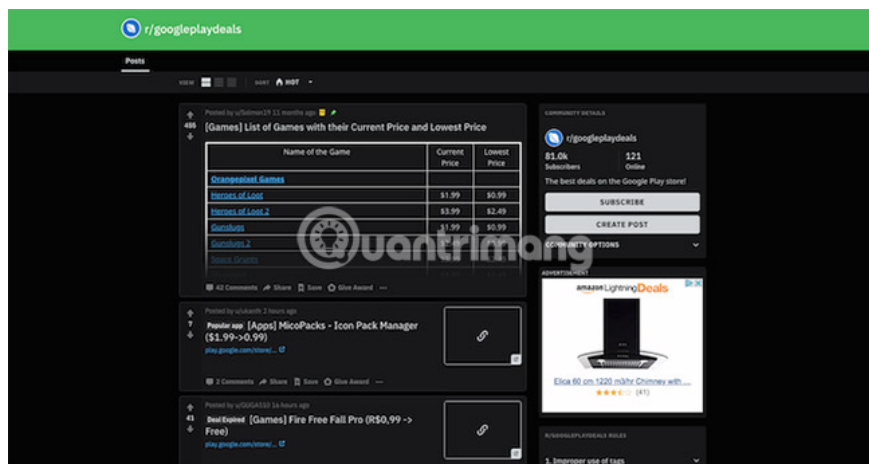 r/googleplaydeals
Posts
VIEW SORT HOT
Posted by u/Selmon19 11 months ago
485
[Games] List of Games with their Current Price and Lowest Price
Name of the Game Current Price Lowest Price
Orangepixel Games
Heroes of Loot $1.99 $0.99
Heroes of Loot 2 $3.99 $2.49
Gunslugs $1.99 $0.99
Gunslugs 2
Space Grunts
42 Comments Share Save Give Award
Posted by u/ukanth 2 hours ago
7
Popular app [Apps] MicoPacks - Icon Pack Manager
($1.99->0.99)
play.google.com/store/...
2 Comments Share Save Give Award
Posted by u/GUGA510 16 hours ago
41
Deal Expired [Games] Fire Free Fall Pro (R$0,99 ->
Free)
play.google.com/store/...
COMMUNITY DETAILS
r/googleplaydeals
81.0k 121
Subscribers Online
The best deals on the Google Play store!
SUBSCRIBE
CREATE POST
COMMUNITY OPTIONS
ADVERTISEMENT
amazon LightningDeals
Elica 60 cm 1220 m3/hr Chimney with ...
(41)
R/GOOGLEPLAYDEALS RULES
1. Improper use of tags
Quantrimang